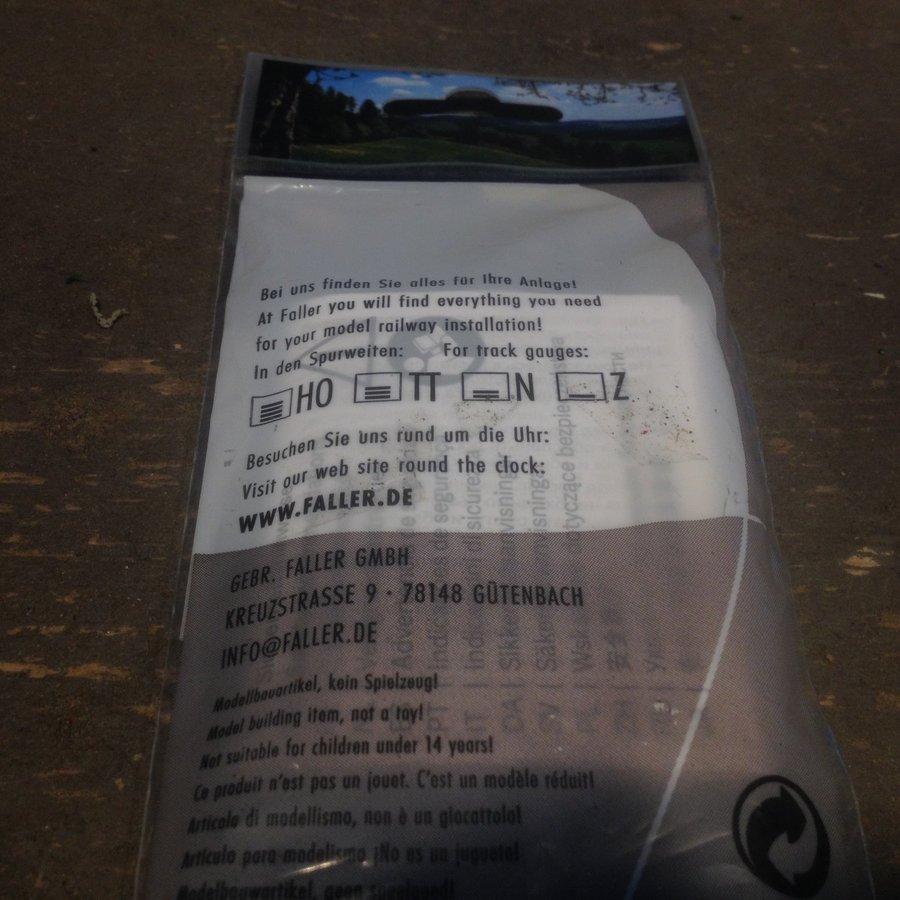 Bei uns finden Sie alles für Ihre Anlage!
At Faller you will find everything you need
for your model railway installation!
In den Spurweiten: For track gauges:
HO TT N Z
Besuchen Sie uns rund um die Uhr:
Visit our web site round the clock:
WWW.FALLER.DE
GEBR. FALLER GMBH
KREUZSTRASSE 9 · 78148 GÜTENBACH
INFO@FALLER.DE
Modellbauartikel, kein Spielzeug!
Model building item, not a toy!
Not suitable for children under 14 years!
Ce produit n'est pas un jouet. C'est un modèle réduit!
Articolo di modellismo, non è un giocattolo!
Artículo para modelismo ¡No es un juguete!
Modelbouwartikel, geen speelgoed!